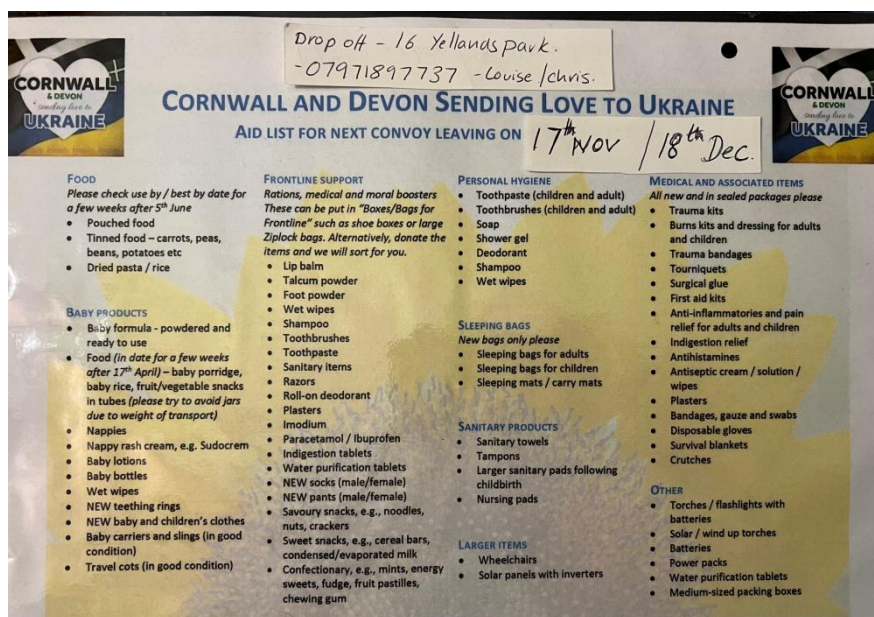 Drop off - 16 Yellands park.
-07971897737 - Louise/chris.
CORNWALL
& DEVON
sending love to
UKRAINE
CORNWALL
& DEVON
sending love to
UKRAINE
CORNWALL AND DEVON SENDING LOVE TO UKRAINE
AID LIST FOR NEXT CONVOY LEAVING ON 17th NOV / 18th Dec.
FOOD
Please check use by / best by date for
a few weeks after 5th June
• Pouched food
• Tinned food – carrots, peas,
beans, potatoes etc
• Dried pasta / rice
BABY PRODUCTS
• Baby formula - powdered and
ready to use
• Food (in date for a few weeks
after 17th April) – baby porridge,
baby rice, fruit/vegetable snacks
in tubes (please try to avoid jars
due to weight of transport)
• Nappies
• Nappy rash cream, e.g. Sudocrem
• Baby lotions
• Baby bottles
• Wet wipes
• NEW teething rings
• NEW baby and children's clothes
• Baby carriers and slings (in good
condition)
• Travel cots (in good condition)
FRONTLINE SUPPORT
Rations, medical and moral boosters
These can be put in "Boxes/Bags for
Frontline" such as shoe boxes or large
Ziplock bags. Alternatively, donate the
items and we will sort for you.
• Lip balm
• Talcum powder
• Foot powder
• Wet wipes
• Shampoo
• Toothbrushes
• Toothpaste
• Sanitary items
• Razors
• Roll-on deodorant
• Plasters
• Imodium
• Paracetamol / Ibuprofen
• Indigestion tablets
• Water purification tablets
• NEW socks (male/female)
• NEW pants (male/female)
• Savoury snacks, e.g., noodles,
nuts, crackers
• Sweet snacks, e.g., cereal bars,
condensed/evaporated milk
• Confectionary, e.g., mints, energy
sweets, fudge, fruit pastilles,
chewing gum
PERSONAL HYGIENE
• Toothpaste (children and adult)
• Toothbrushes (children and adult)
• Soap
• Shower gel
• Deodorant
• Shampoo
• Wet wipes
SLEEPING BAGS
New bags only please
• Sleeping bags for adults
• Sleeping bags for children
• Sleeping mats / carry mats
SANITARY PRODUCTS
• Sanitary towels
• Tampons
• Larger sanitary pads following
childbirth
• Nursing pads
LARGER ITEMS
• Wheelchairs
• Solar panels with inverters
MEDICAL AND ASSOCIATED ITEMS
All new and in sealed packages please
• Trauma kits
• Burns kits and dressing for adults
and children
• Trauma bandages
• Tourniquets
• Surgical glue
• First aid kits
• Anti-inflammatories and pain
relief for adults and children
• Indigestion relief
• Antihistamines
• Antiseptic cream / solution /
wipes
• Plasters
• Bandages, gauze and swabs
• Disposable gloves
• Survival blankets
• Crutches
OTHER
• Torches / flashlights with
batteries
• Solar / wind up torches
• Batteries
• Power packs
• Water purification tablets
• Medium-sized packing boxes